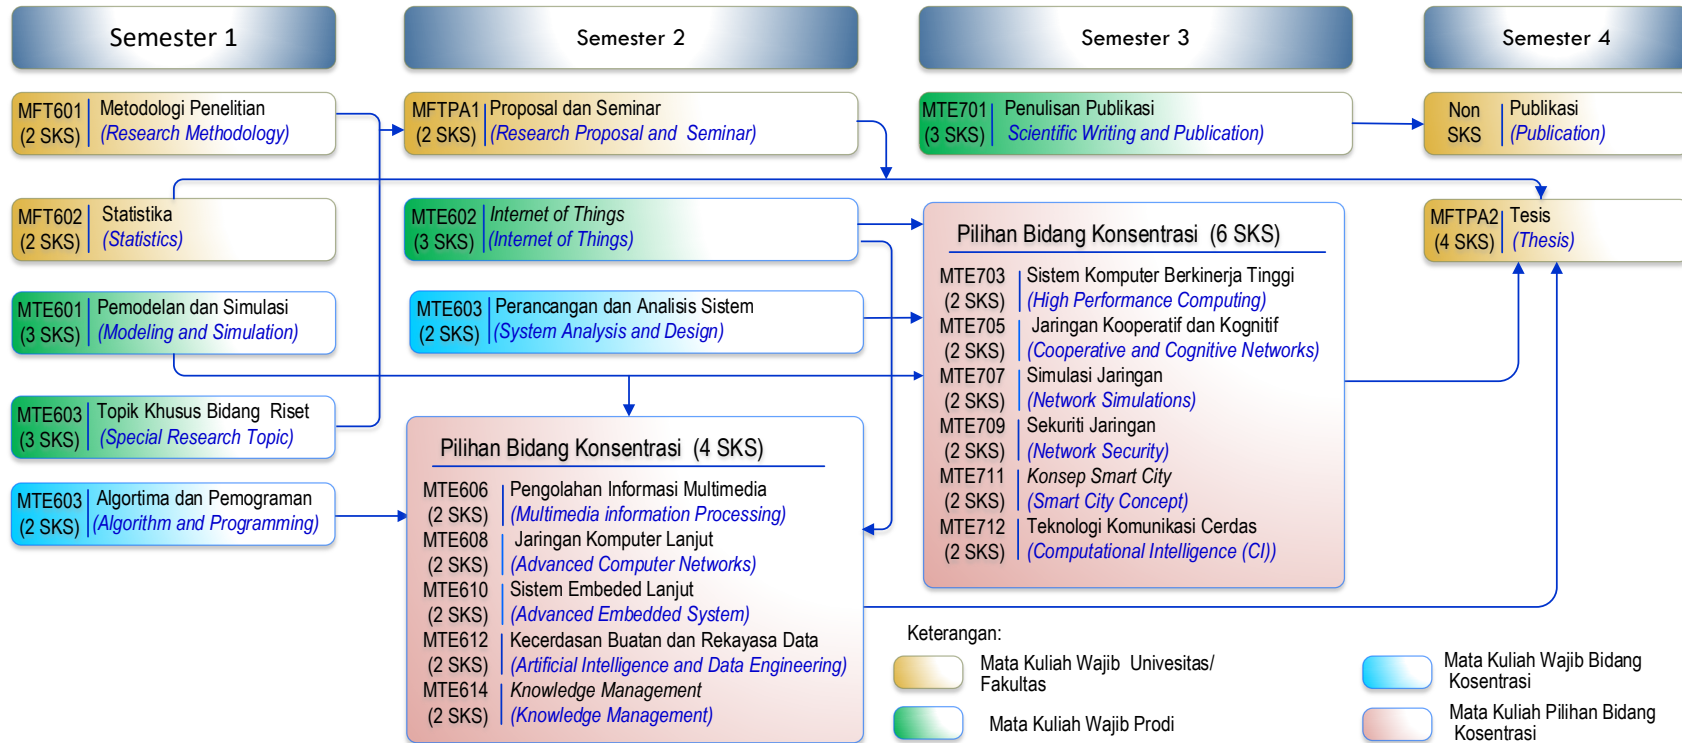 Semester 1
Semester 2
Semester 3
Semester 4
MFT601
(2 SKS)
Metodologi Penelitian
(Research Methodology)
MFTPA1
(2 SKS)
Proposal dan Seminar
(Research Proposal and Seminar)
MTE701
(3 SKS)
Penulisan Publikasi
Scientific Writing and Publication)
Non
SKS
Publikasi
(Publication)
MFT602
(2 SKS)
Statistika
(Statistics)
MTE602
(3 SKS)
Internet of Things
(Internet of Things)
MFTPA2
(4 SKS)
Tesis
(Thesis)
MTE601
(3 SKS)
Pemodelan dan Simulasi
(Modeling and Simulation)
MTE603
(2 SKS)
Perancangan dan Analisis Sistem
(System Analysis and Design)
MTE603
(3 SKS)
Topik Khusus Bidang Riset
(Special Research Topic)
MTE603
(2 SKS)
Algortima dan Pemograman
(Algorithm and Programming)
Pilihan Bidang Konsentrasi (4 SKS)
MTE606
(2 SKS)
Pengolahan Informasi Multimedia
(Multimedia information Processing)
MTE608
(2 SKS)
Jaringan Komputer Lanjut
(Advanced Computer Networks)
MTE610
(2 SKS)
Sistem Embeded Lanjut
(Advanced Embedded System)
MTE612
(2 SKS)
Kecerdasan Buatan dan Rekayasa Data
(Artificial Intelligence and Data Engineering)
MTE614
(2 SKS)
Knowledge Management
(Knowledge Management)
Pilihan Bidang Konsentrasi (6 SKS)
MTE703
(2 SKS)
Sistem Komputer Berkinerja Tinggi
(High Performance Computing)
MTE705
(2 SKS)
Jaringan Kooperatif dan Kognitif
(Cooperative and Cognitive Networks)
MTE707
(2 SKS)
Simulasi Jaringan
(Network Simulations)
MTE709
(2 SKS)
Sekuriti Jaringan
(Network Security)
MTE711
(2 SKS)
Konsep Smart City
(Smart City Concept)
MTE712
(2 SKS)
Teknologi Komunikasi Cerdas
(Computational Intelligence (CI))
Keterangan:
Mata Kuliah Wajib Univesitas/
Fakultas
Mata Kuliah Wajib Prodi
Mata Kuliah Wajib Bidang
Kosentrasi
Mata Kuliah Pilihan Bidang
Kosentrasi